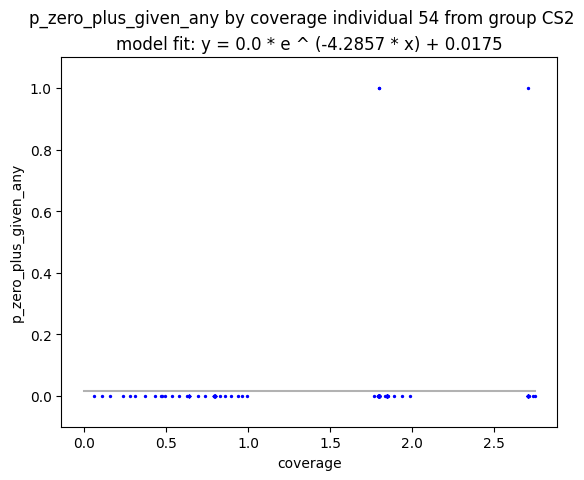 p_zero_plus_given_any by coverage individual 54 from group CS2
model fit: y = 0.0 * e ^ (-4.2857 * x) + 0.0175
p_zero_plus_given_any
1.0
0.8
0.6
0.4
0.2
0.0
0.0 0.5 1.0 1.5 2.0 2.5
coverage